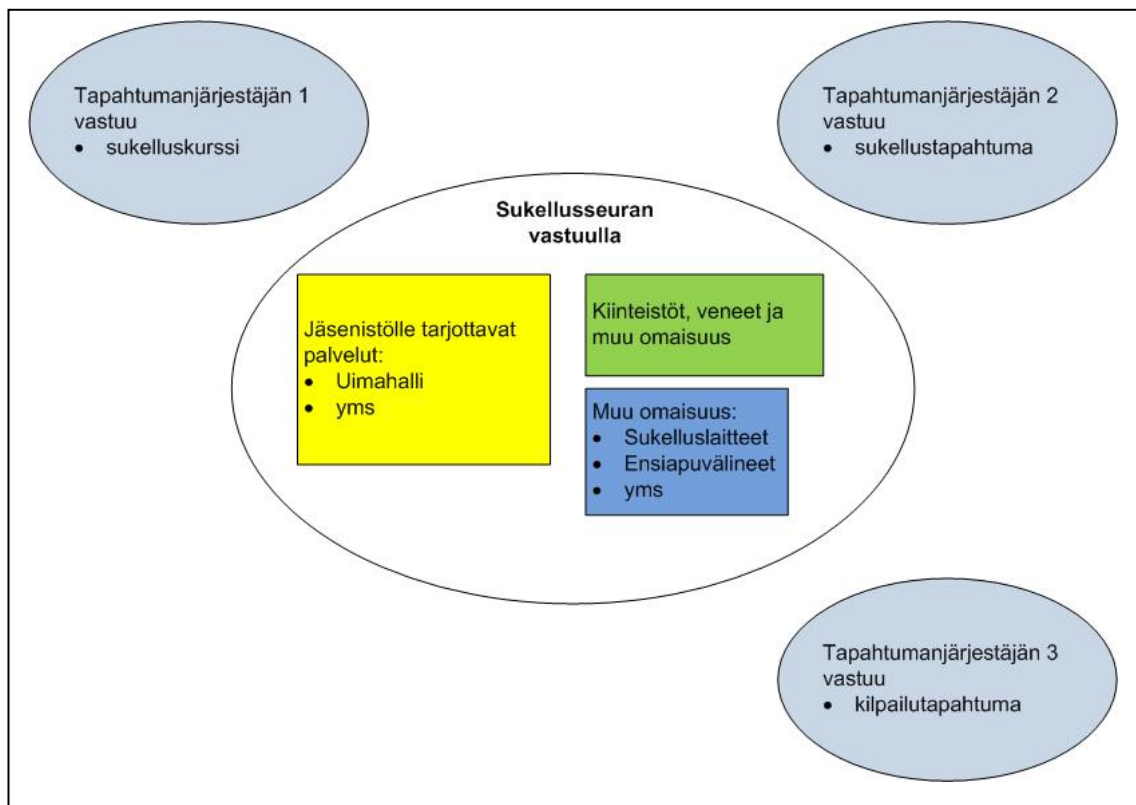 Tapahtumanjärjestäjän 1
vastuu
• sukelluskurssi
Tapahtumanjärjestäjän 2
vastuu
• sukellustapahtuma
Sukellusseuran
vastuulla
Jäsenistölle tarjottavat
palvelut:
• Uimahalli
• yms
Kiinteistöt, veneet ja
muu omaisuus
Muu omaisuus:
• Sukelluslaitteet
• Ensiapuvälineet
• yms
Tapahtumanjärjestäjän 3
vastuu
• kilpailutapahtuma